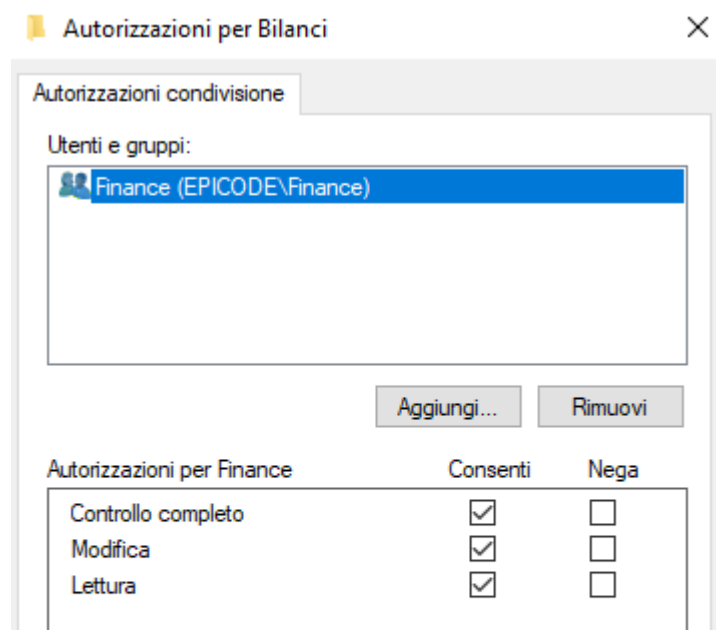 Autorizzazioni per Bilanci
Autorizzazioni condivisione
Utenti e gruppi:
Finance (EPICODE\Finance)
Aggiungi... Rimuovi
Autorizzazioni per Finance Consenti Nega
Controllo completo
Modifica
Lettura